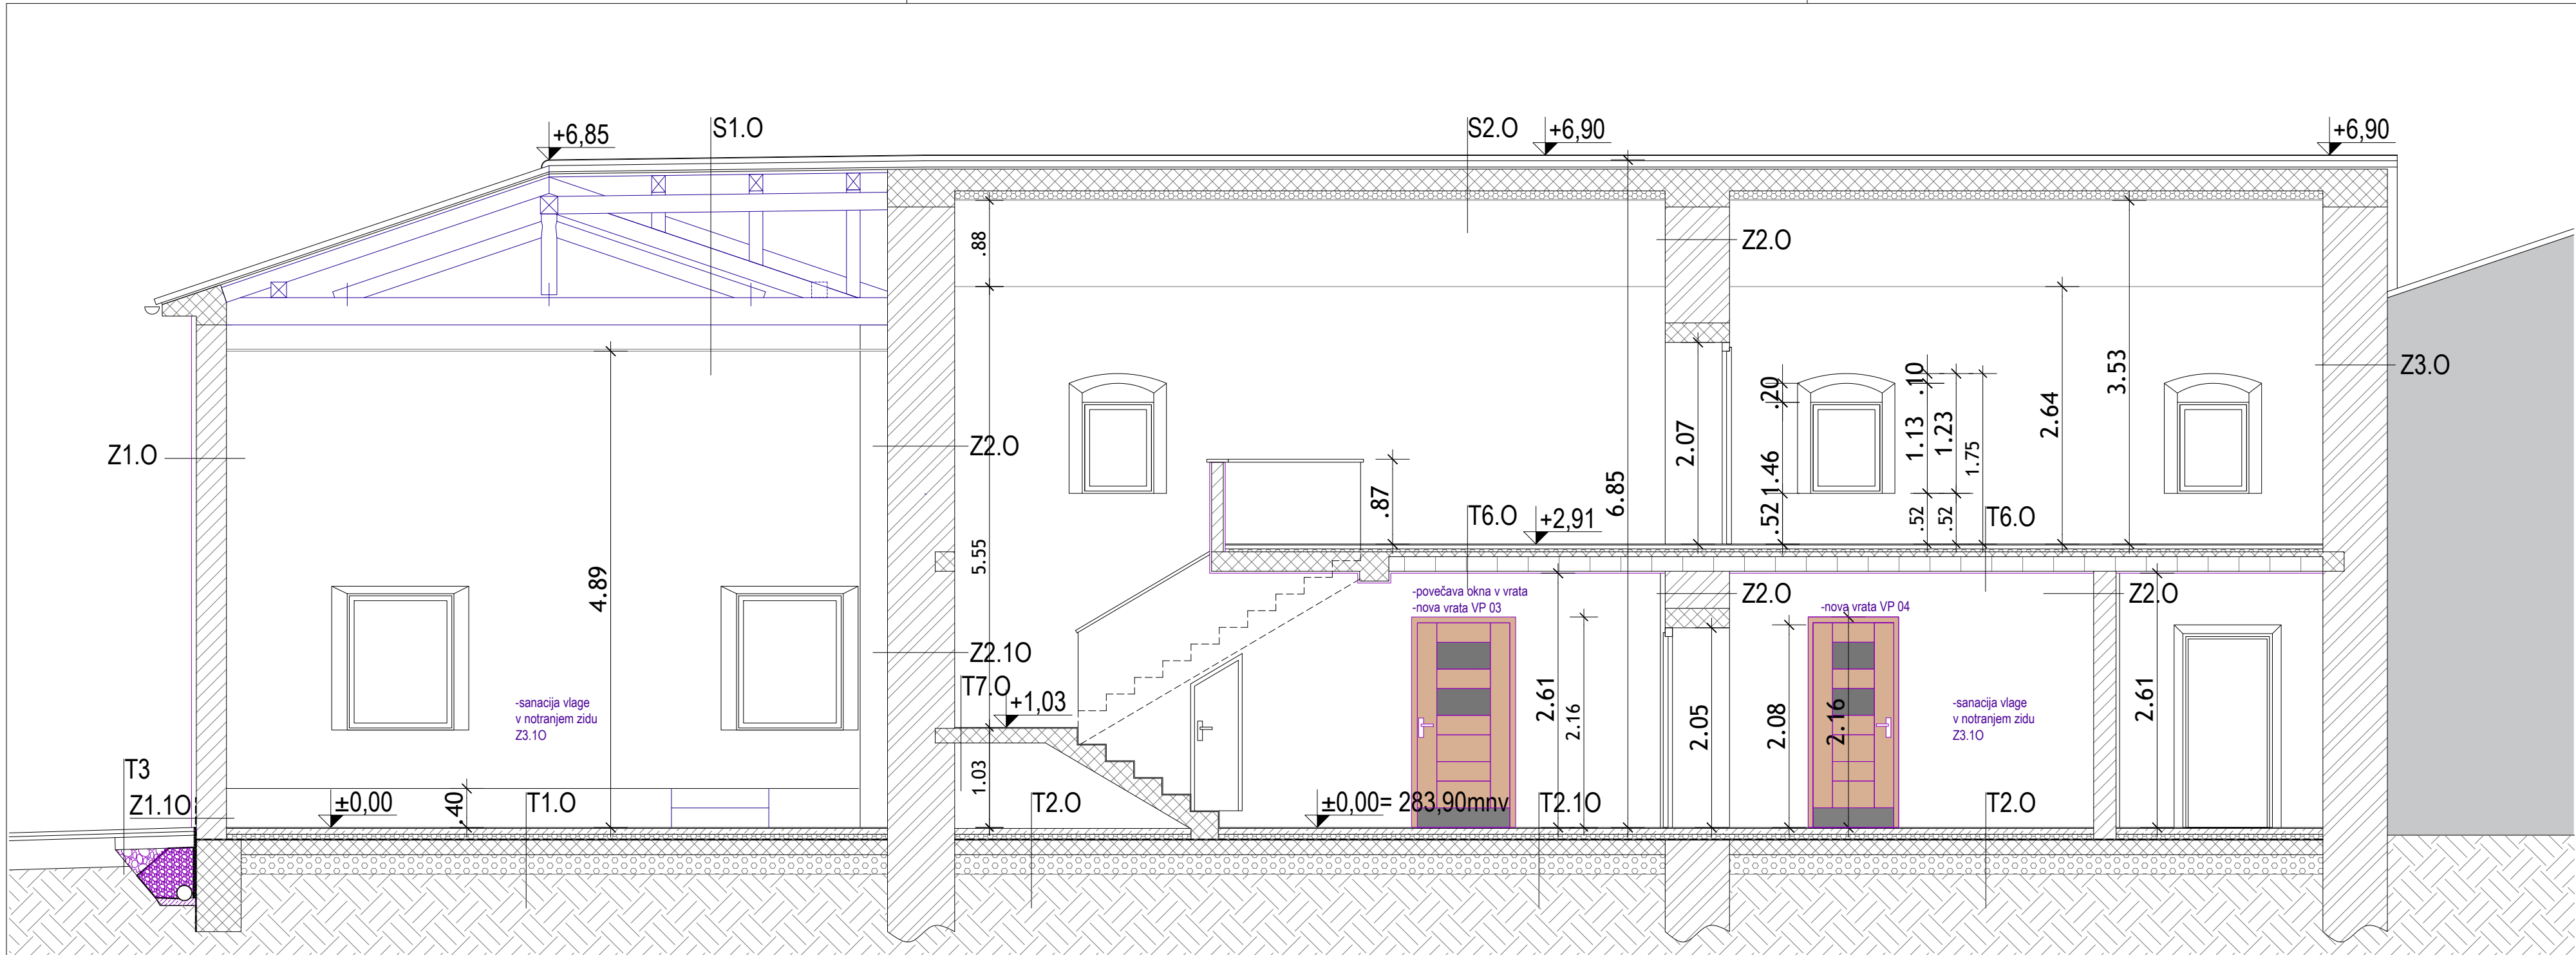 +6,85
S1.O
S2.O
+6,90
+6,90
.88
Z2.O
3.53
Z3.O
.20
.10
2.64
1.13
1.23
1.75
2.07
1.46
Z1.O
Z2.O
.87
6.85
.52
.52
.52
T6.O
+2,91
T6.O
5.55
4.89
-povečava okna v vrata
-nova vrata VP 03
Z2.O
-nova vrata VP 04
Z2.O
Z2.1O
T7.O
+1,03
2.61
2.16
2.05
2.08
2.16
2.61
-sanacija vlage
v notranjem zidu
Z3.1O
-sanacija vlage
v notranjem zidu
Z3.1O
T3
Z1.1O
±0,00
.40
T1.O
1.03
T2.O
±0,00= 283,90mnv
T2.1O
T2.O